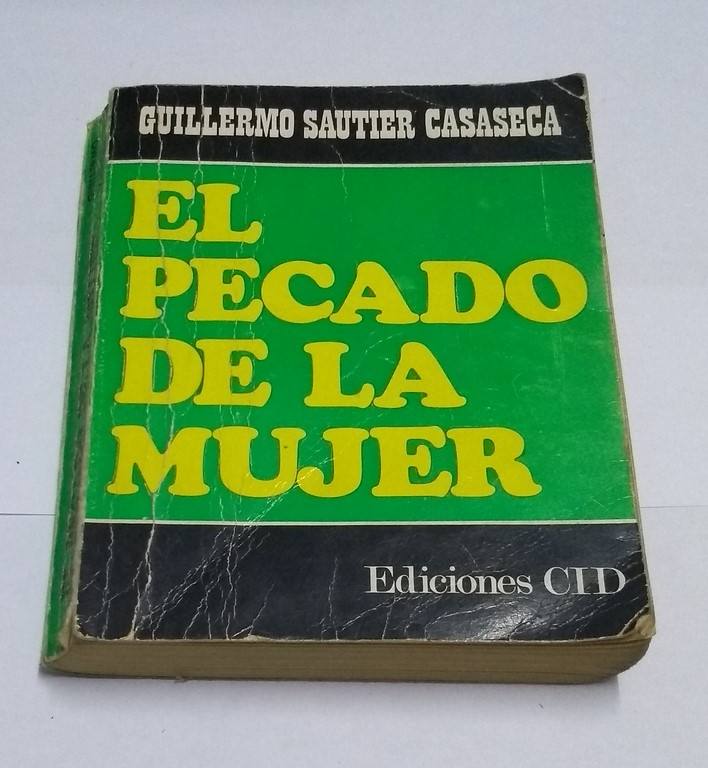 GUILLERMO SAUTIER CASASECA
EL
PECADO
DE LA
MUJER
Ediciones CID